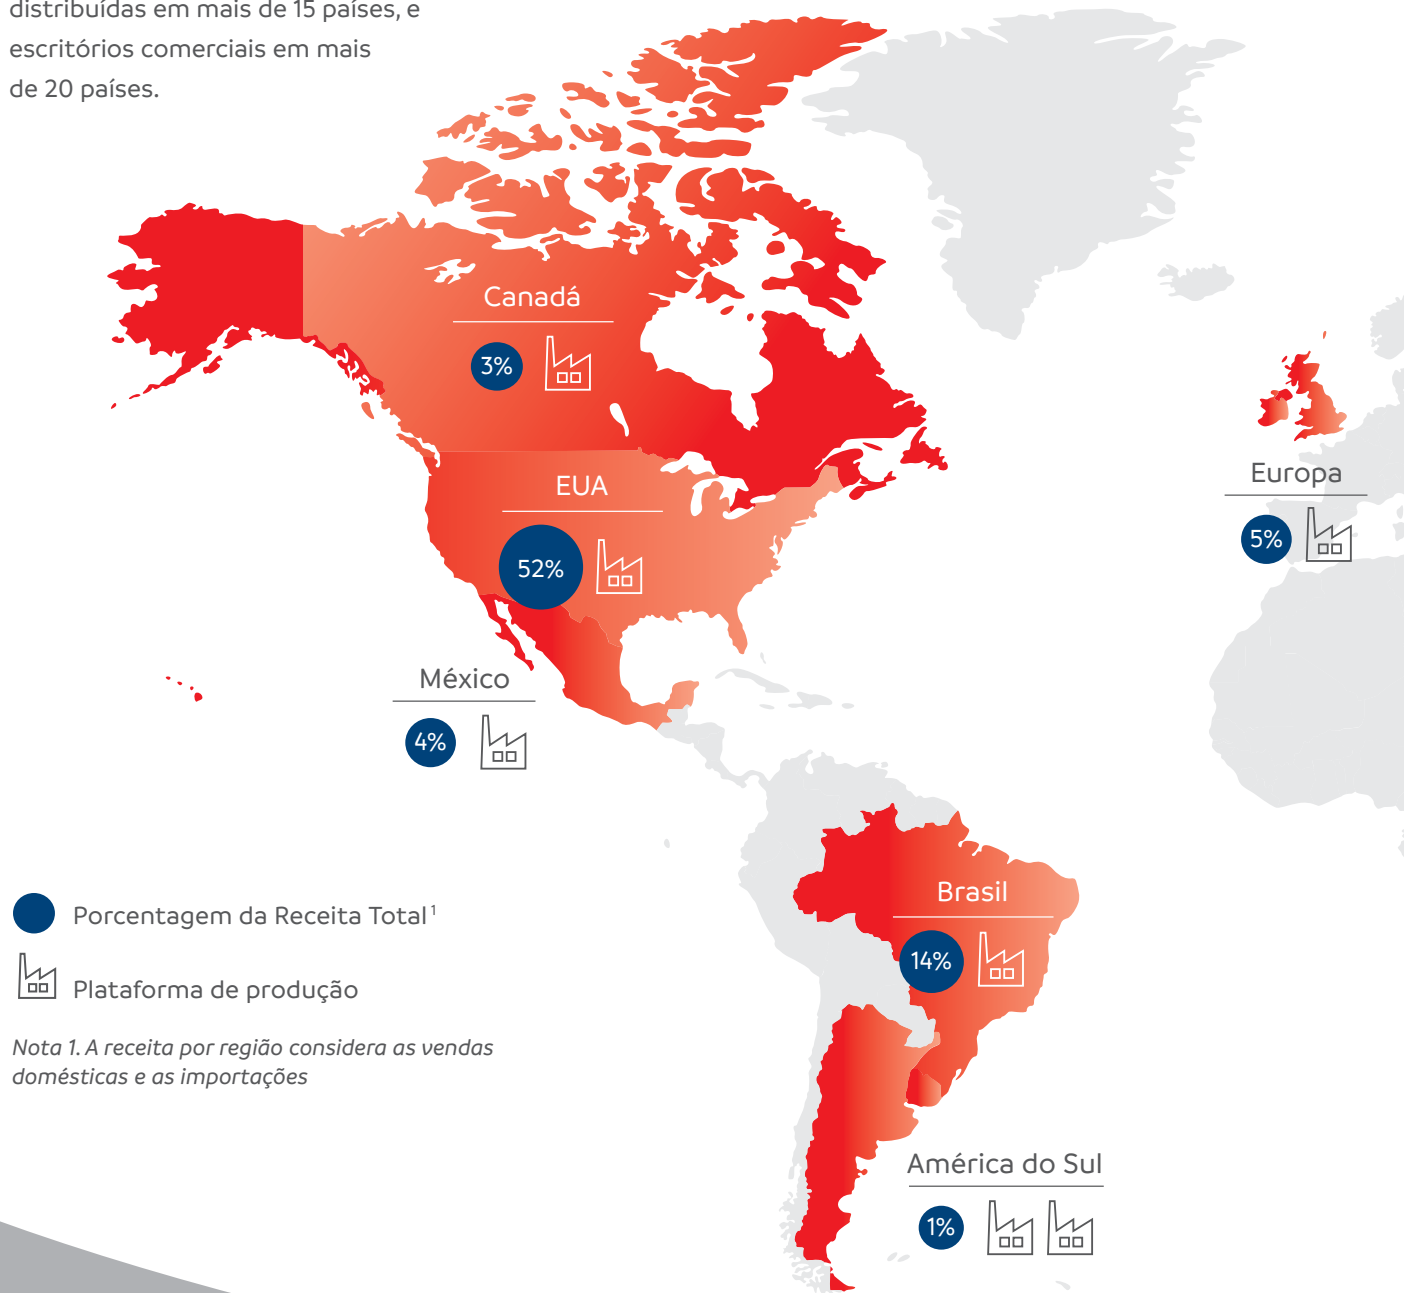 distribuídas em mais de 15 países, e
escritórios comerciais em mais
de 20 países.
Canadá
3%
EUA
52%
Europa
5%
México
4%
Brasil
14%
Porcentagem da Receita Total¹
Plataforma de produção
Nota 1. A receita por região considera as vendas
domésticas e as importações
América do Sul
1%